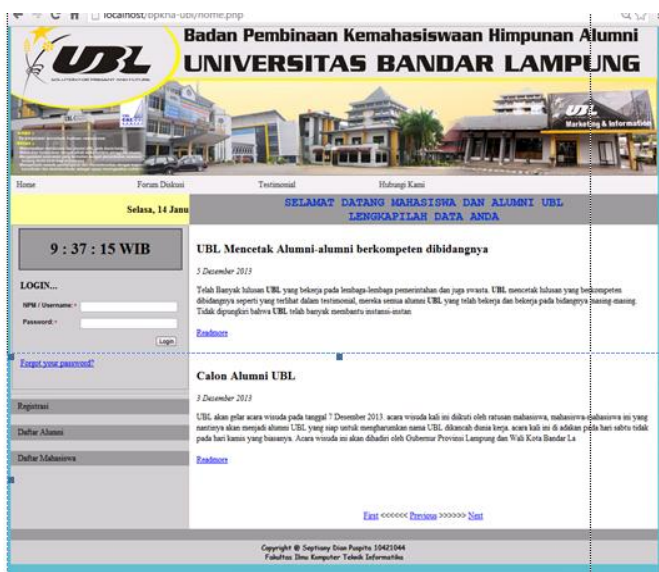 localhost/bpkha-ubl/home.php
UBL
Badan Pembinaan Kemahasiswaan Himpunan Alumni
UNIVERSITAS BANDAR LAMPUNG
UBL
Marketing & Information
Home Forum Diskusi Testimonial Hubungi Kami
Selasa, 14 Janu
SELAMAT DATANG MAHASISWA DAN ALUMNI UBL
LENGKAPILAH DATA ANDA
9 : 37 : 15 WIB
LOGIN...
NPM / Username:*
Password:*
Login
Forgot your password?
Registrasi
Daftar Alumni
Daftar Mahasiswa
UBL Mencetak Alumni-alumni berkompeten dibidangnya
5 Desember 2013
Telah Banyak lulusan UBL yang bekerja pada lembaga-lembaga pemerintahan dan juga swasta. UBL mencetak lulusan yang berkompeten
dibidangnya seperti yang terlihat dalam testimonial, mereka semua alumni UBL yang telah bekerja dan bekerja pada bidangnya masing-masing.
Tidak dipungkiri bahwa UBL telah banyak membantu instansi-instan
Readmore
Calon Alumni UBL
3 Desember 2013
UBL akan gelar acara wisuda pada tanggal 7 Desember 2013. acara wisuda kali ini diikuti oleh ratusan mahasiswa, mahasiswa-mahasiswa ini yang
nantinya akan menjadi alumni UBL yang siap untuk mengharumkan nama UBL dikancah dunia kerja. acara kali ini di adakan pada hari sabtu tidak
pada hari kamis yang biasanya. Acara wisuda ini akan dihadiri oleh Gubernur Provinsi Lampung dan Wali Kota Bandar La
Readmore
First <<<<<< Previous >>>>>> Next
Copyright @ Septiany Dian Puspita 10421044
Fakultas Ilmu Komputer Teknik Informatika